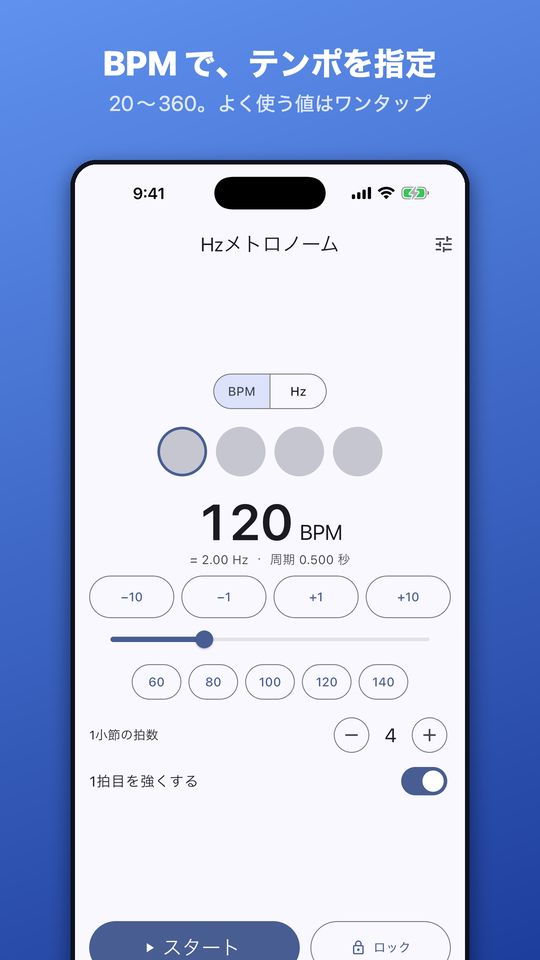 BPM で、テンポを指定
20〜360。よく使う値はワンタップ
9:41
Hzメトロノーム
BPM Hz
120 BPM
= 2.00 Hz · 周期 0.500 秒
−10 −1 +1 +10
60 80 100 120 140
1小節の拍数 − 4 +
1拍目を強くする
スタート ロック